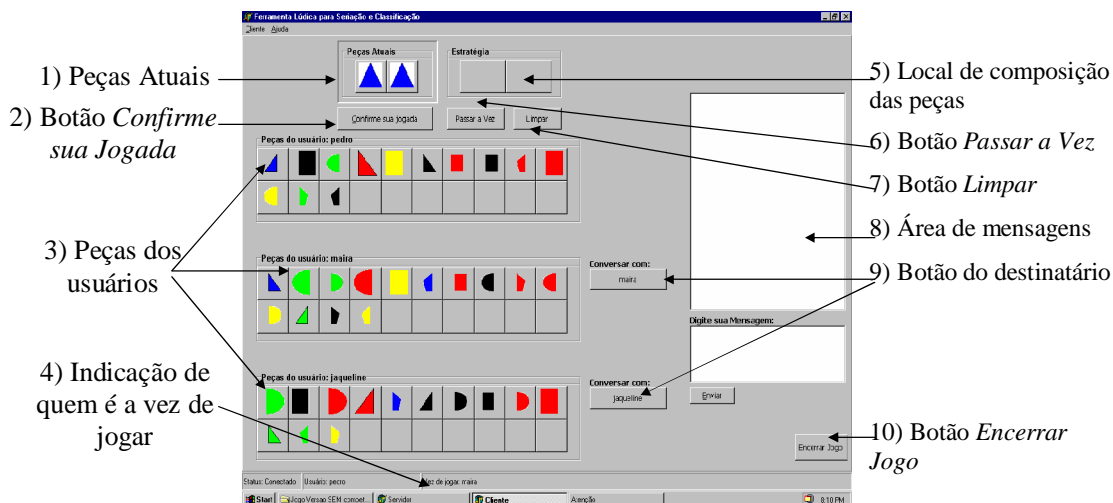 Ferramenta Lúdica para Seriação e Classificação
Cliente Ajuda
Peças Atuais
Estratégia
1) Peças Atuais
5) Local de composição
das peças
2) Botão Confirme
sua Jogada
Confirme sua jogada
Passar a Vez
Limpar
6) Botão Passar a Vez
Peças do usuário: pedro
7) Botão Limpar
3) Peças dos
usuários
8) Área de mensagens
Peças do usuário: maira
Conversar com:
maira
9) Botão do destinatário
Digite sua Mensagem:
4) Indicação de
quem é a vez de
jogar
Peças do usuário: jaqueline
Conversar com:
jaqueline
Enviar
10) Botão Encerrar
Jogo
Encerrar Jogo
Status: Conectado
Usuário: pedro
Vez de jogar: maira
Start
Jogo Versao SEM compet...
Servidor
Cliente
Atenção
8:10 PM